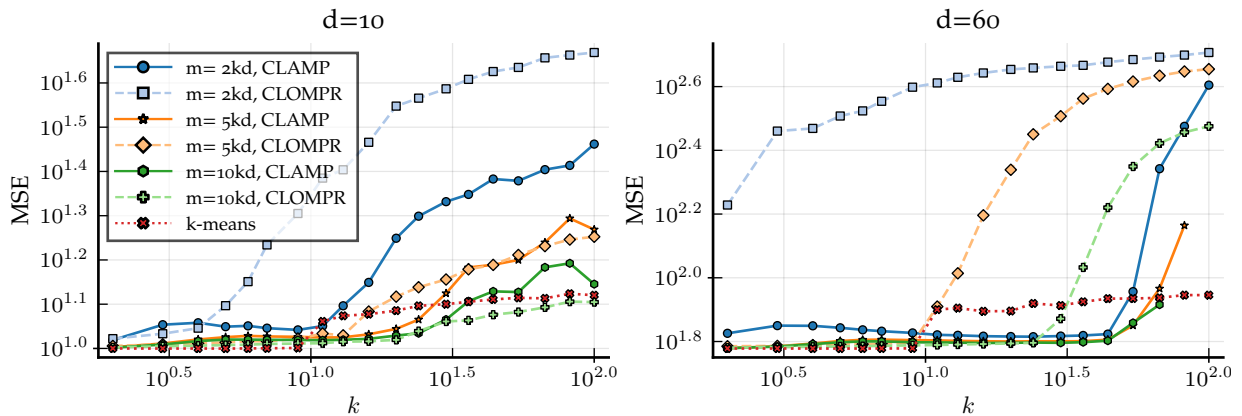 d=10
MSE
10^1.6
10^1.5
10^1.4
10^1.3
10^1.2
10^1.1
10^1.0
m= 2kd, CLAMP
m= 2kd, CLOMPR
m= 5kd, CLAMP
m= 5kd, CLOMPR
m=10kd, CLAMP
m=10kd, CLOMPR
k-means
10^0.5
10^1.0
10^1.5
10^2.0
k
d=60
MSE
10^2.6
10^2.4
10^2.2
10^2.0
10^1.8
10^0.5
10^1.0
10^1.5
10^2.0
k